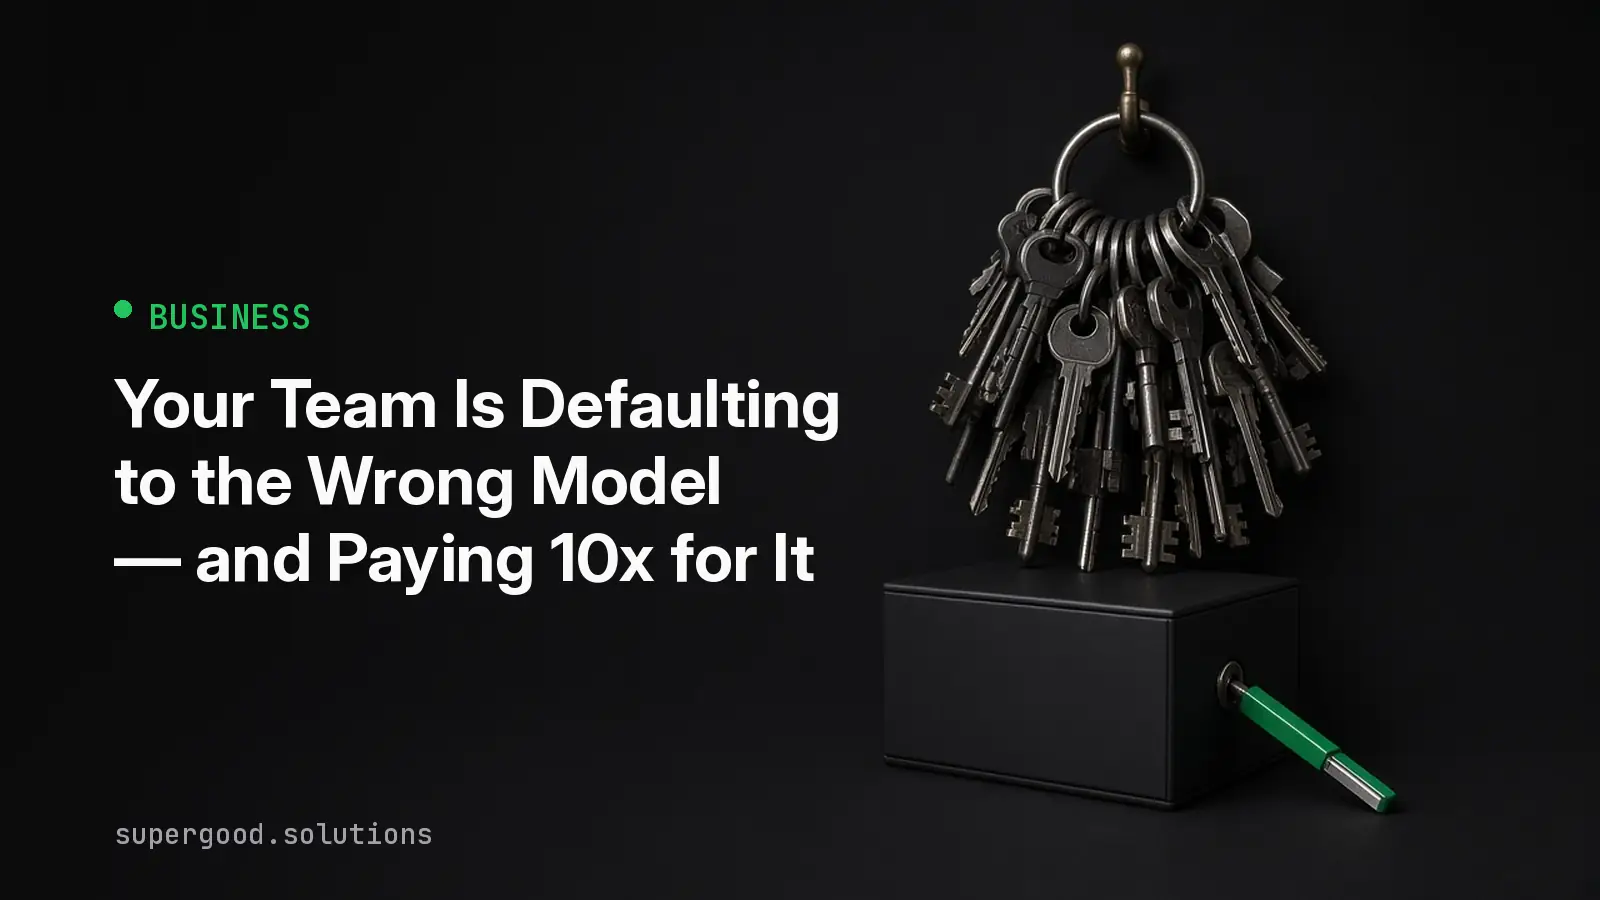 BUSINESS
Your Team Is Defaulting
to the Wrong Model
— and Paying 10x for It
supergood.solutions